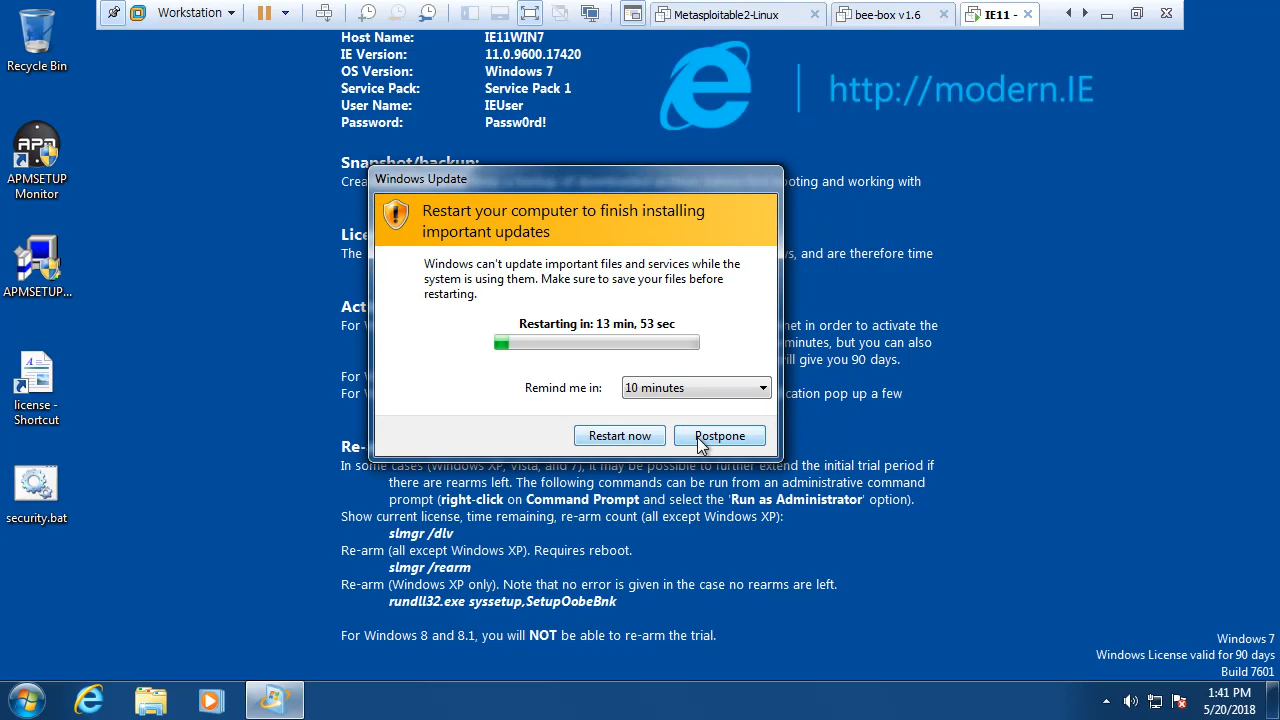 Workstation
Metasploitable2-Linux
bee-box v1.6
IE11 -
Recycle Bin
Host Name: IE11WIN7
IE Version: 11.0.9600.17420
OS Version: Windows 7
Service Pack: Service Pack 1
User Name: IEUser
Password: Passw0rd!
http://modern.IE
APM
APMSETUP
Monitor
Snapshot/backup:
ooting and working with
Windows Update
Restart your computer to finish installing
important updates
The
s, and are therefore time
Windows can't update important files and services while the
system is using them. Make sure to save your files before
restarting.
APMSETUP...
Restarting in: 13 min, 53 sec
For
net in order to activate the
minutes, but you can also
ill give you 90 days.
Remind me in: 10 minutes
For
For
ication pop up a few
license -
Shortcut
Restart now
Postpone
Re-
In some cases (Windows XP, Vista, and 7), it may be possible to further extend the initial trial period if
there are rearms left. The following commands can be run from an administrative command
prompt (right-click on Command Prompt and select the 'Run as Administrator' option).
Show current license, time remaining, re-arm count (all except Windows XP):
slmgr /dlv
Re-arm (all except Windows XP). Requires reboot.
slmgr /rearm
Re-arm (Windows XP only). Note that no error is given in the case no rearms are left.
rundll32.exe syssetup,SetupOobeBnk
security.bat
For Windows 8 and 8.1, you will NOT be able to re-arm the trial.
Windows 7
Windows License valid for 90 days
Build 7601
1:41 PM
5/20/2018